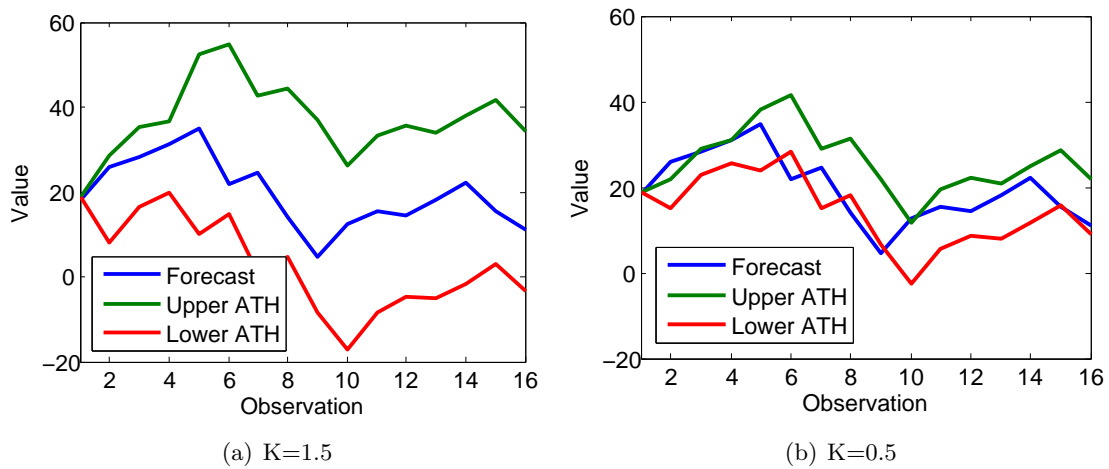 60
40
20
0
−20
Value
2 4 6 8 10 12 14 16
Observation
Forecast
Upper ATH
Lower ATH
(a) K=1.5
60
40
20
0
−20
Value
2 4 6 8 10 12 14 16
Observation
Forecast
Upper ATH
Lower ATH
(b) K=0.5